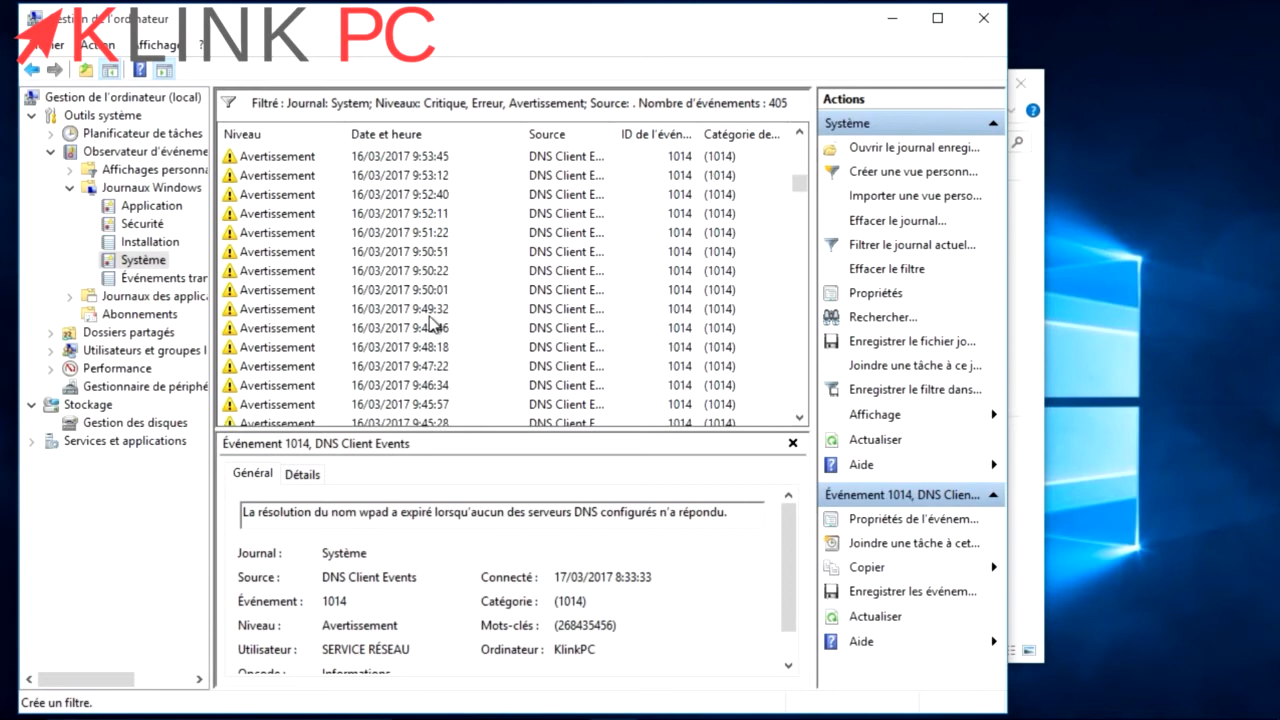 Gestion de l'ordinateur
KLINK PC
Action Affichage ?
Gestion de l'ordinateur (local)
Outils système
Planificateur de tâches
Observateur d'événeme
Affichages personna
Journaux Windows
Application
Sécurité
Installation
Système
Événements tran
Journaux des applic
Abonnements
Dossiers partagés
Utilisateurs et groupes l
Performance
Gestionnaire de périphé
Stockage
Gestion des disques
Services et applications
Filtré : Journal: System; Niveaux: Critique, Erreur, Avertissement; Source: . Nombre d'événements : 405
Niveau Date et heure Source ID de l'évén... Catégorie de...
Avertissement 16/03/2017 9:53:45 DNS Client E... 1014 (1014)
Avertissement 16/03/2017 9:53:12 DNS Client E... 1014 (1014)
Avertissement 16/03/2017 9:52:40 DNS Client E... 1014 (1014)
Avertissement 16/03/2017 9:52:11 DNS Client E... 1014 (1014)
Avertissement 16/03/2017 9:51:22 DNS Client E... 1014 (1014)
Avertissement 16/03/2017 9:50:51 DNS Client E... 1014 (1014)
Avertissement 16/03/2017 9:50:22 DNS Client E... 1014 (1014)
Avertissement 16/03/2017 9:50:01 DNS Client E... 1014 (1014)
Avertissement 16/03/2017 9:49:32 DNS Client E... 1014 (1014)
Avertissement 16/03/2017 DNS Client E... 1014 (1014)
Avertissement 16/03/2017 9:48:18 DNS Client E... 1014 (1014)
Avertissement 16/03/2017 9:47:22 DNS Client E... 1014 (1014)
Avertissement 16/03/2017 9:46:34 DNS Client E... 1014 (1014)
Avertissement 16/03/2017 9:45:57 DNS Client E... 1014 (1014)
Avertissement 16/03/2017 9:45:28 DNS Client E... 1014 (1014)
Événement 1014, DNS Client Events
Général Détails
La résolution du nom wpad a expiré lorsqu'aucun des serveurs DNS configurés n'a répondu.
Journal : Système
Source : DNS Client Events Connecté : 17/03/2017 8:33:33
Événement : 1014 Catégorie : (1014)
Niveau : Avertissement Mots-clés : (268435456)
Utilisateur : SERVICE RÉSEAU Ordinateur : KlinkPC
Opcode : Informations
Actions
Système
Ouvrir le journal enregi...
Créer une vue personn...
Importer une vue perso...
Effacer le journal...
Filtrer le journal actuel...
Effacer le filtre
Propriétés
Rechercher...
Enregistrer le fichier jo...
Joindre une tâche à ce j...
Enregistrer le filtre dans...
Affichage
Actualiser
Aide
Événement 1014, DNS Clien...
Propriétés de l'événem...
Joindre une tâche à cet...
Copier
Enregistrer les événem...
Actualiser
Aide
Crée un filtre.